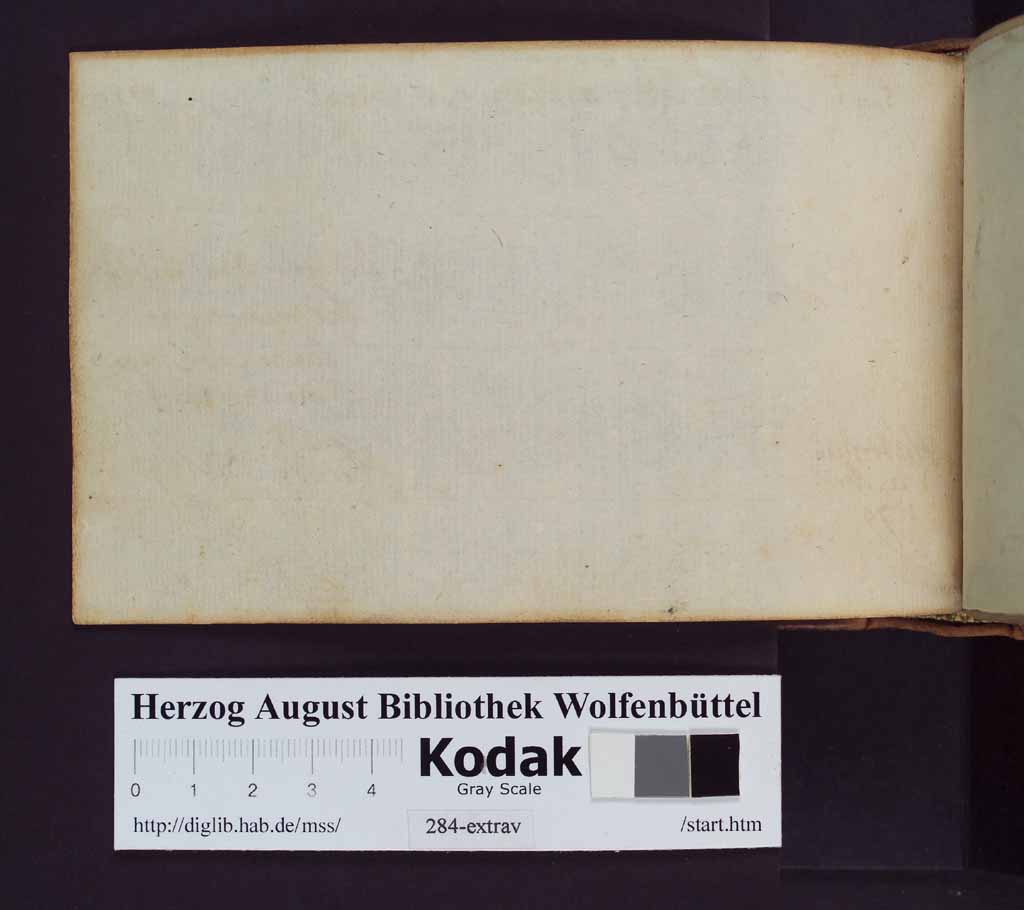 Herzog August Bibliothek Wolfenbüttel
0 1 2 3 4
Kodak
Gray Scale
http://diglib.hab.de/mss/
284-extrav
/start.htm